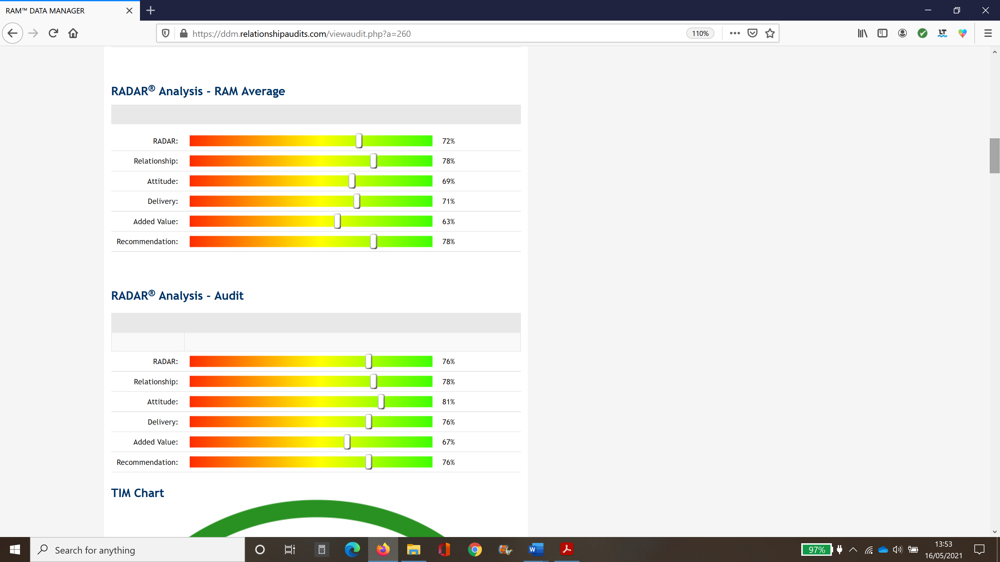 RAM™ DATA MANAGER
https://ddm.relationshipaudits.com/viewaudit.php?a=260
110%
RADAR® Analysis - RAM Average
RADAR: 72%
Relationship: 78%
Attitude: 69%
Delivery: 71%
Added Value: 63%
Recommendation: 78%
RADAR® Analysis - Audit
RADAR: 76%
Relationship: 78%
Attitude: 81%
Delivery: 76%
Added Value: 67%
Recommendation: 76%
TIM Chart
Search for anything
97%
13:53
16/05/2021